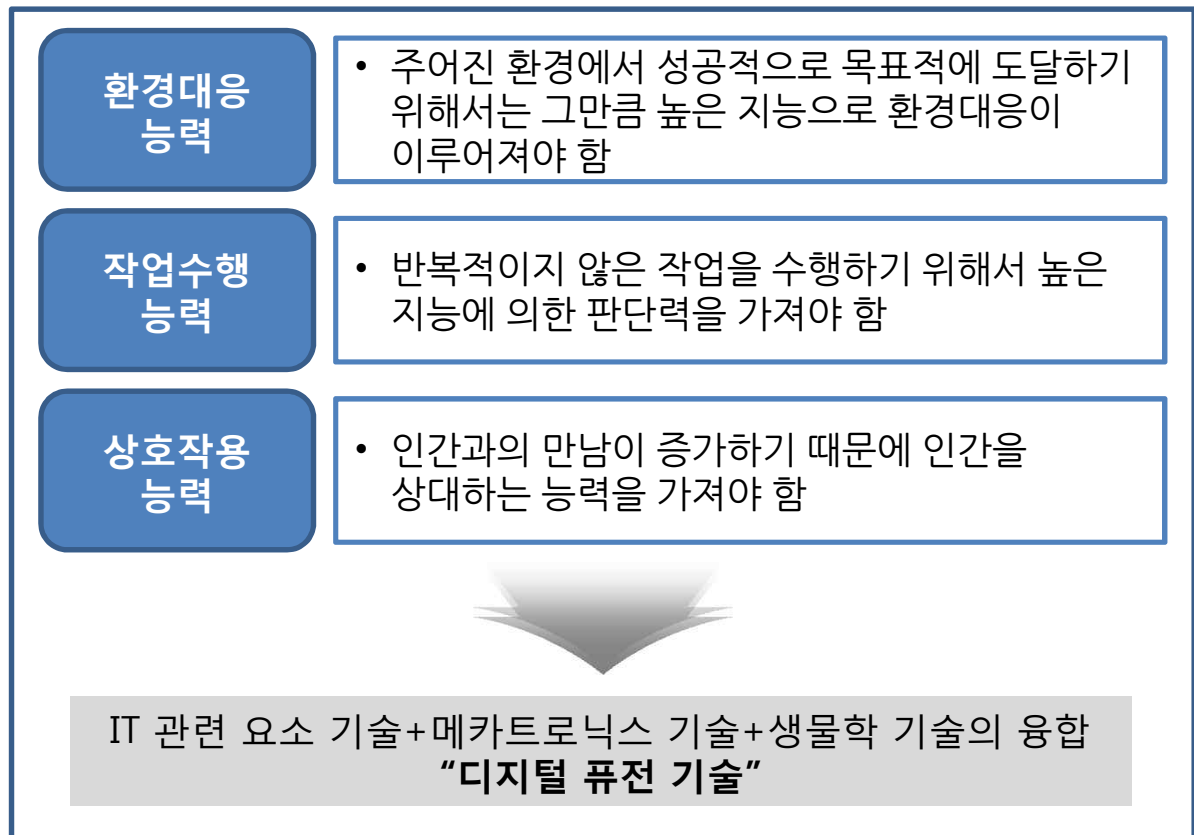 환경대응
능력
• 주어진 환경에서 성공적으로 목표적에 도달하기
위해서는 그만큼 높은 지능으로 환경대응이
이루어져야 함
작업수행
능력
• 반복적이지 않은 작업을 수행하기 위해서 높은
지능에 의한 판단력을 가져야 함
상호작용
능력
• 인간과의 만남이 증가하기 때문에 인간을
상대하는 능력을 가져야 함
IT 관련 요소 기술+메카트로닉스 기술+생물학 기술의 융합
“디지털 퓨전 기술”